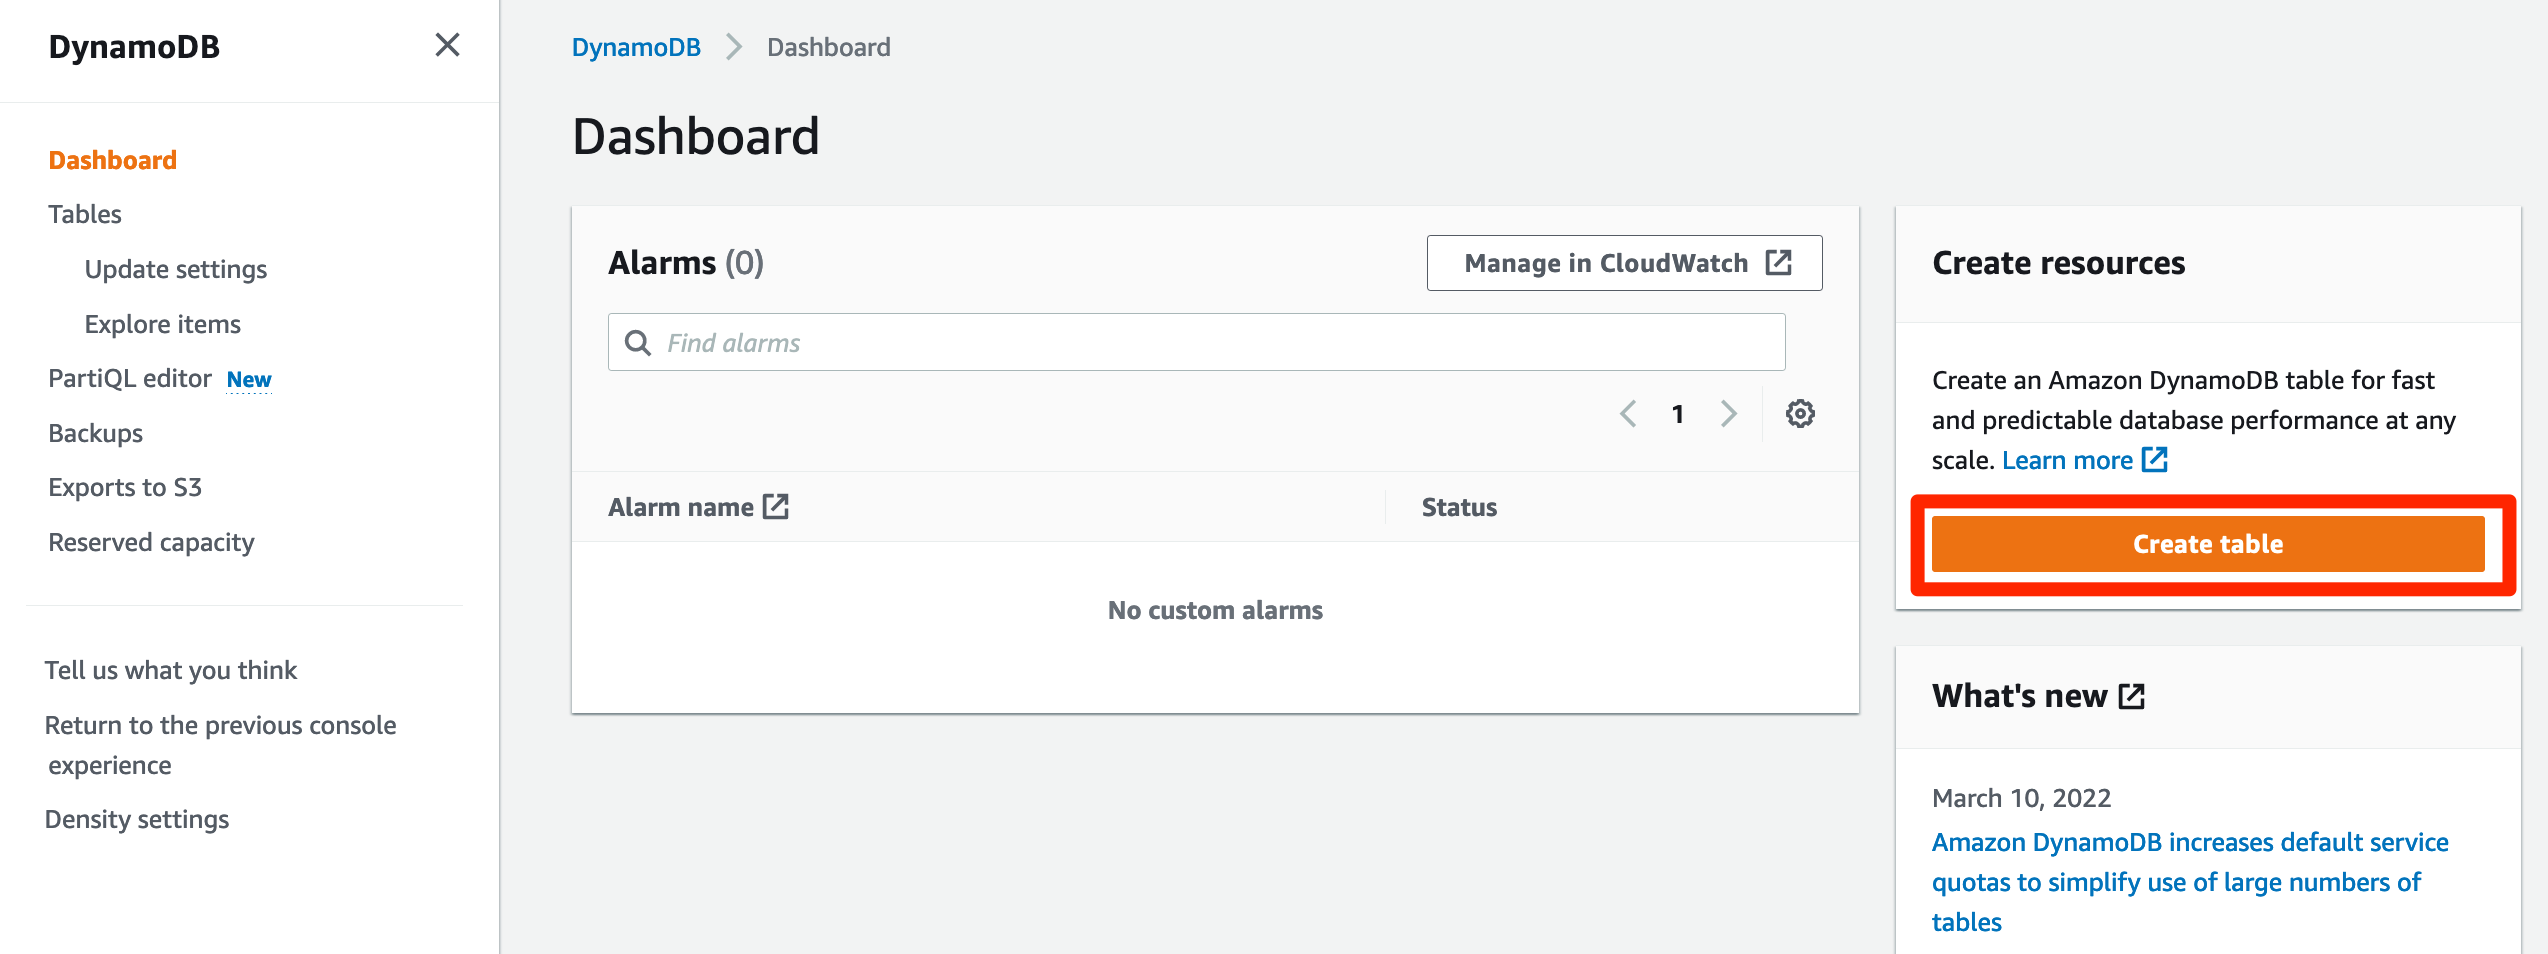 DynamoDB
Dashboard
Tables
Update settings
Explore items
PartiQL editor New
Backups
Exports to S3
Reserved capacity
Tell us what you think
Return to the previous console
experience
Density settings
DynamoDB Dashboard
Dashboard
Alarms (0)
Manage in CloudWatch
Find alarms
1
Alarm name
Status
No custom alarms
Create resources
Create an Amazon DynamoDB table for fast
and predictable database performance at any
scale. Learn more
Create table
What's new
March 10, 2022
Amazon DynamoDB increases default service
quotas to simplify use of large numbers of
tables